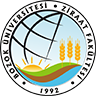 BOZOK ÜNİVERSİTESİ - ZİRAAT FAKÜLTESİ
1992